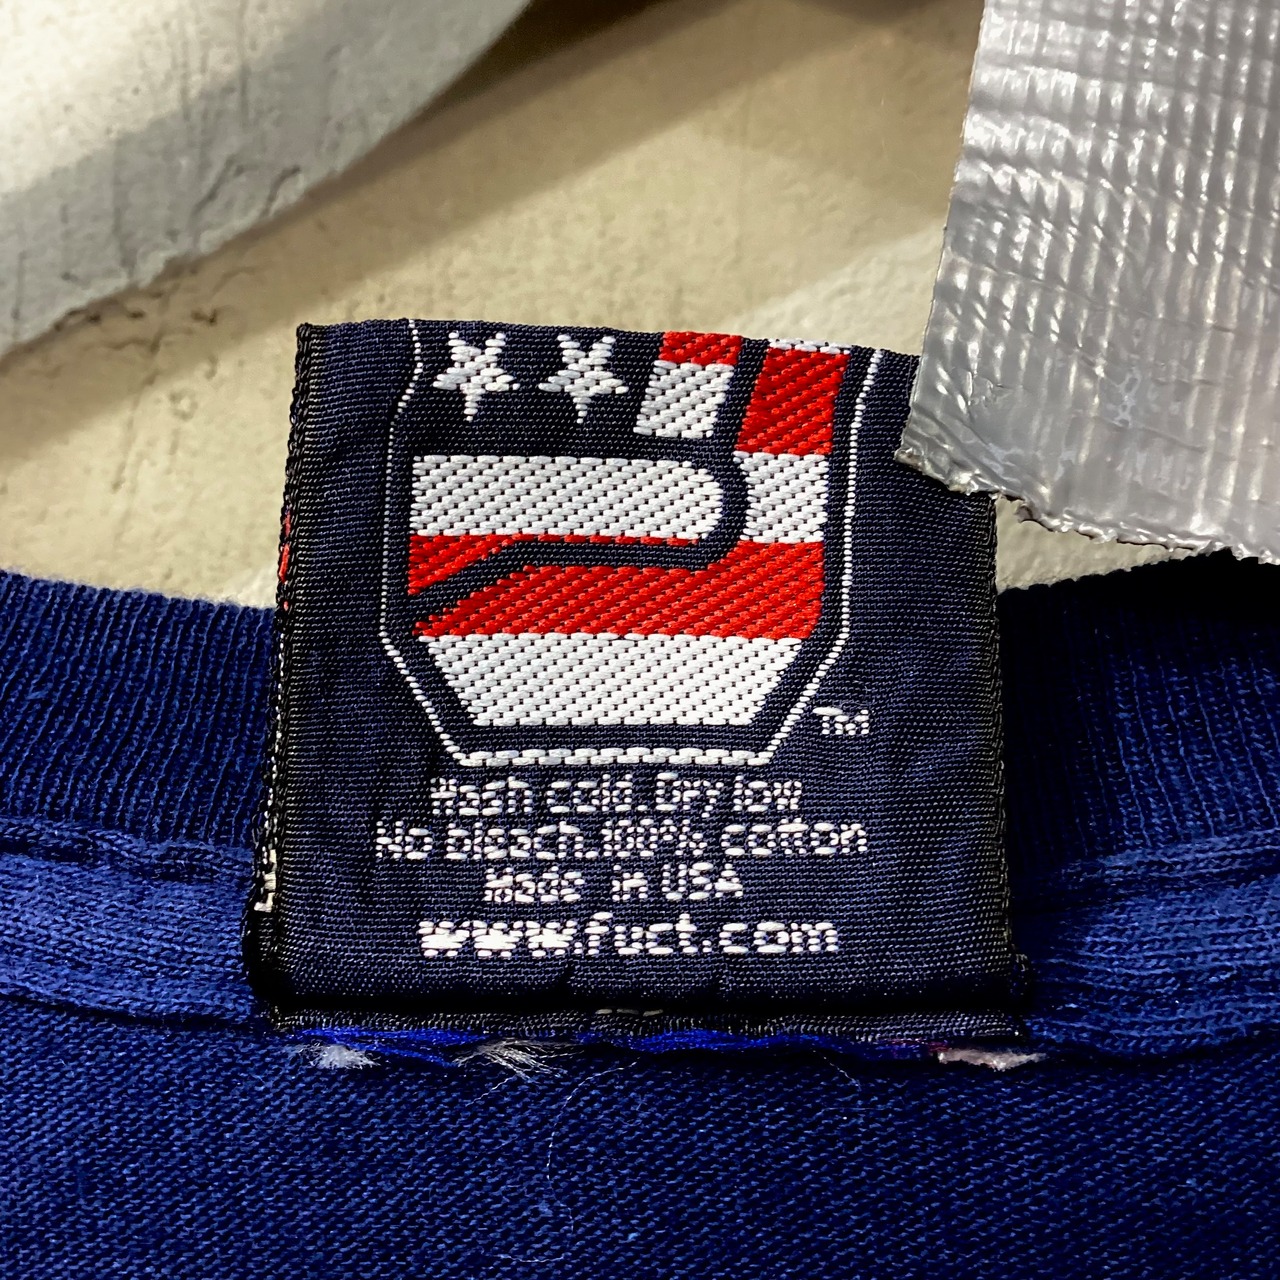 TM
Wash cold. Dry low
No bleach. 100% cotton
Made in USA
www.fuct.com